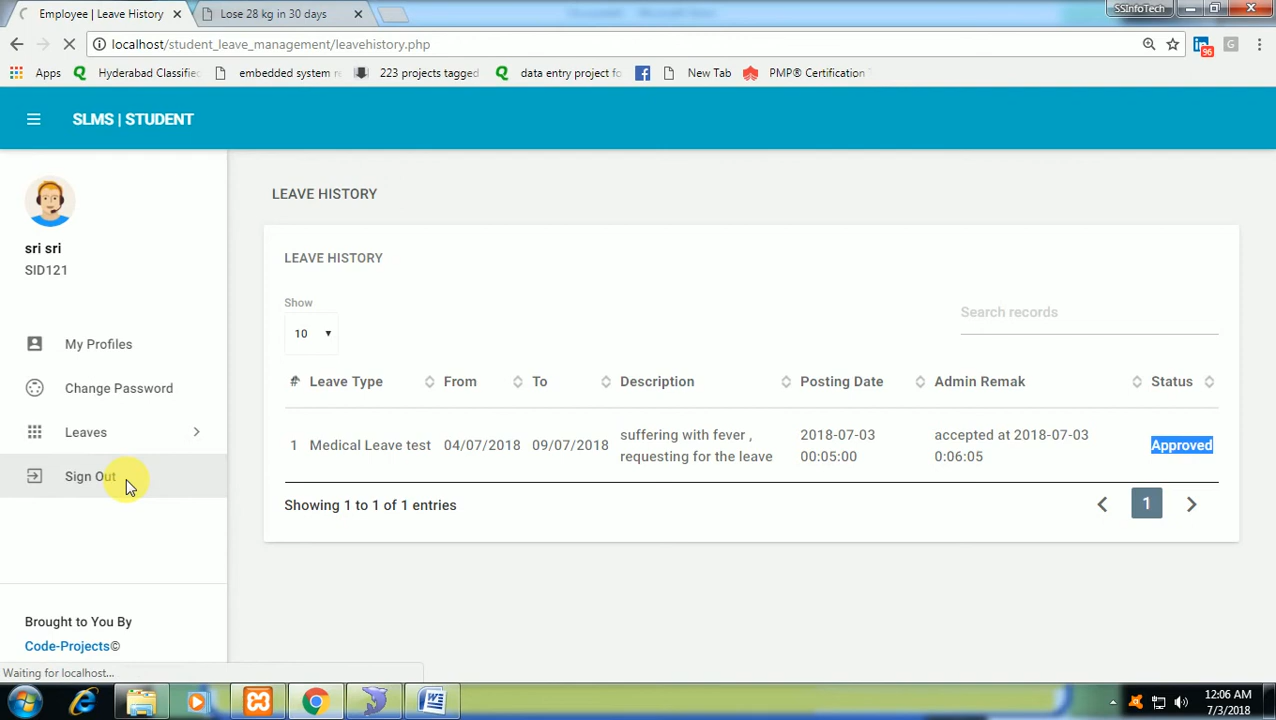 Employee | Leave History
Lose 28 kg in 30 days
SSInfoTech
localhost/student_leave_management/leavehistory.php
96
Apps
Hyderabad Classifie
embedded system re
223 projects tagged
data entry project fo
New Tab
PMP® Certification T
SLMS | STUDENT
sri sri
SID121
My Profiles
Change Password
Leaves
Sign Out
Brought to You By
Code-Projects©
Waiting for localhost...
LEAVE HISTORY
LEAVE HISTORY
Show
10
Search records
# Leave Type From To Description Posting Date Admin Remak Status
1 Medical Leave test 04/07/2018 09/07/2018 suffering with fever , 2018-07-03 accepted at 2018-07-03 Approved
requesting for the leave 00:05:00 0:06:05
Showing 1 to 1 of 1 entries
1
12:06 AM
7/3/2018